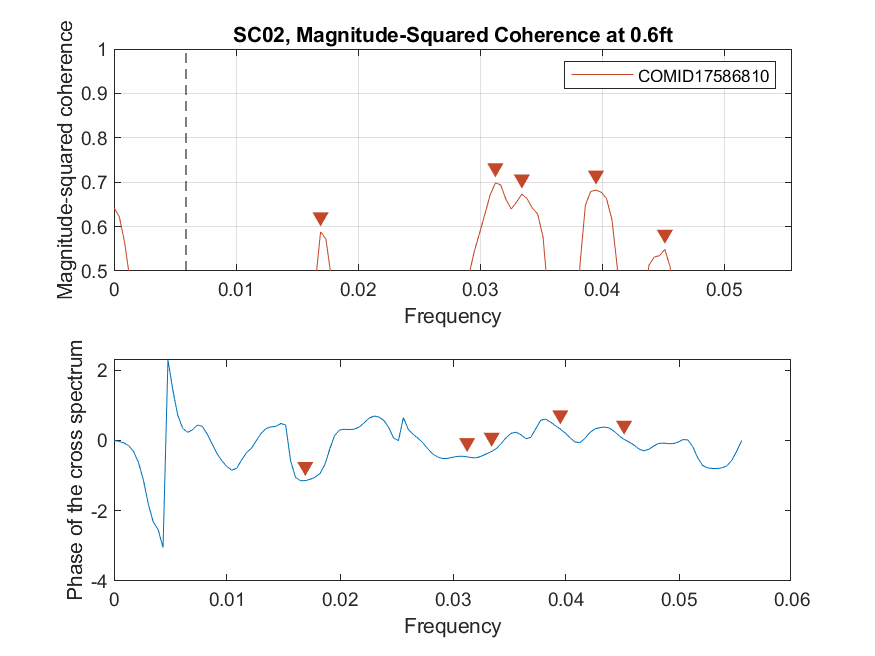 SC02, Magnitude-Squared Coherence at 0.6ft
Magnitude-squared coherence
1
0.9
0.8
0.7
0.6
0.5
COMID17586810
0 0.01 0.02 0.03 0.04 0.05
Frequency
Phase of the cross spectrum
2
0
-2
-4
0 0.01 0.02 0.03 0.04 0.05 0.06
Frequency